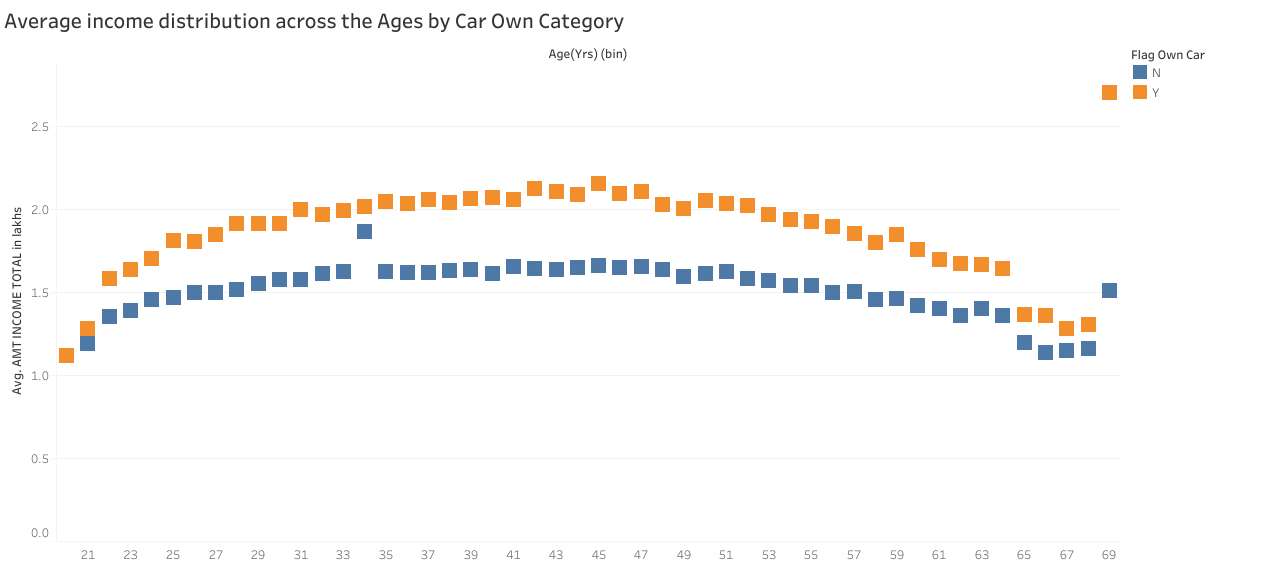 Average income distribution across the Ages by Car Own Category
Age(Yrs) (bin)
Flag Own Car
N
Y
Avg. AMT INCOME TOTAL in lakhs
2.5
2.0
1.5
1.0
0.5
0.0
21 23 25 27 29 31 33 35 37 39 41 43 45 47 49 51 53 55 57 59 61 63 65 67 69